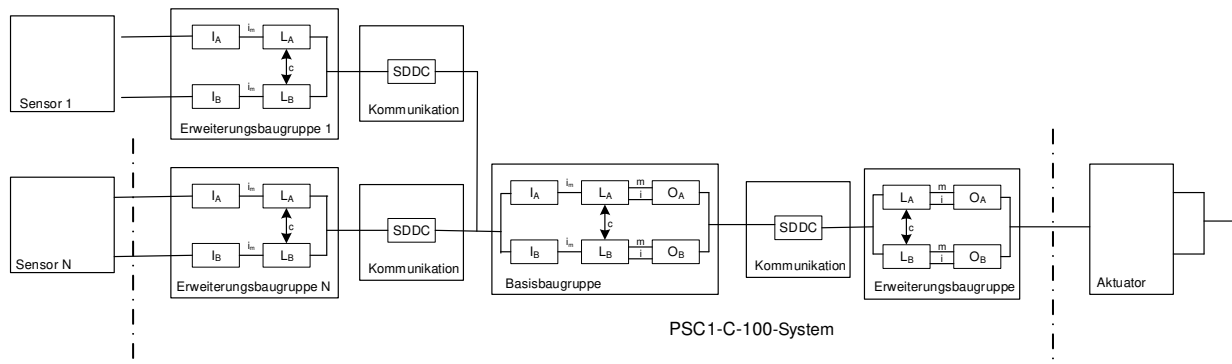 Sensor 1
I_A
i_m
L_A
c
I_B
i_m
L_B
Erweiterungsbaugruppe 1
SDDC
Kommunikation
Sensor N
I_A
i_m
L_A
c
I_B
i_m
L_B
Erweiterungsbaugruppe N
SDDC
Kommunikation
I_A
i_m
L_A
m
i
O_A
c
I_B
i_m
L_B
m
i
O_B
Basisbaugruppe
SDDC
Kommunikation
L_A
m
i
O_A
c
L_B
m
i
O_B
Erweiterungsbaugruppe
Aktuator
PSC1-C-100-System